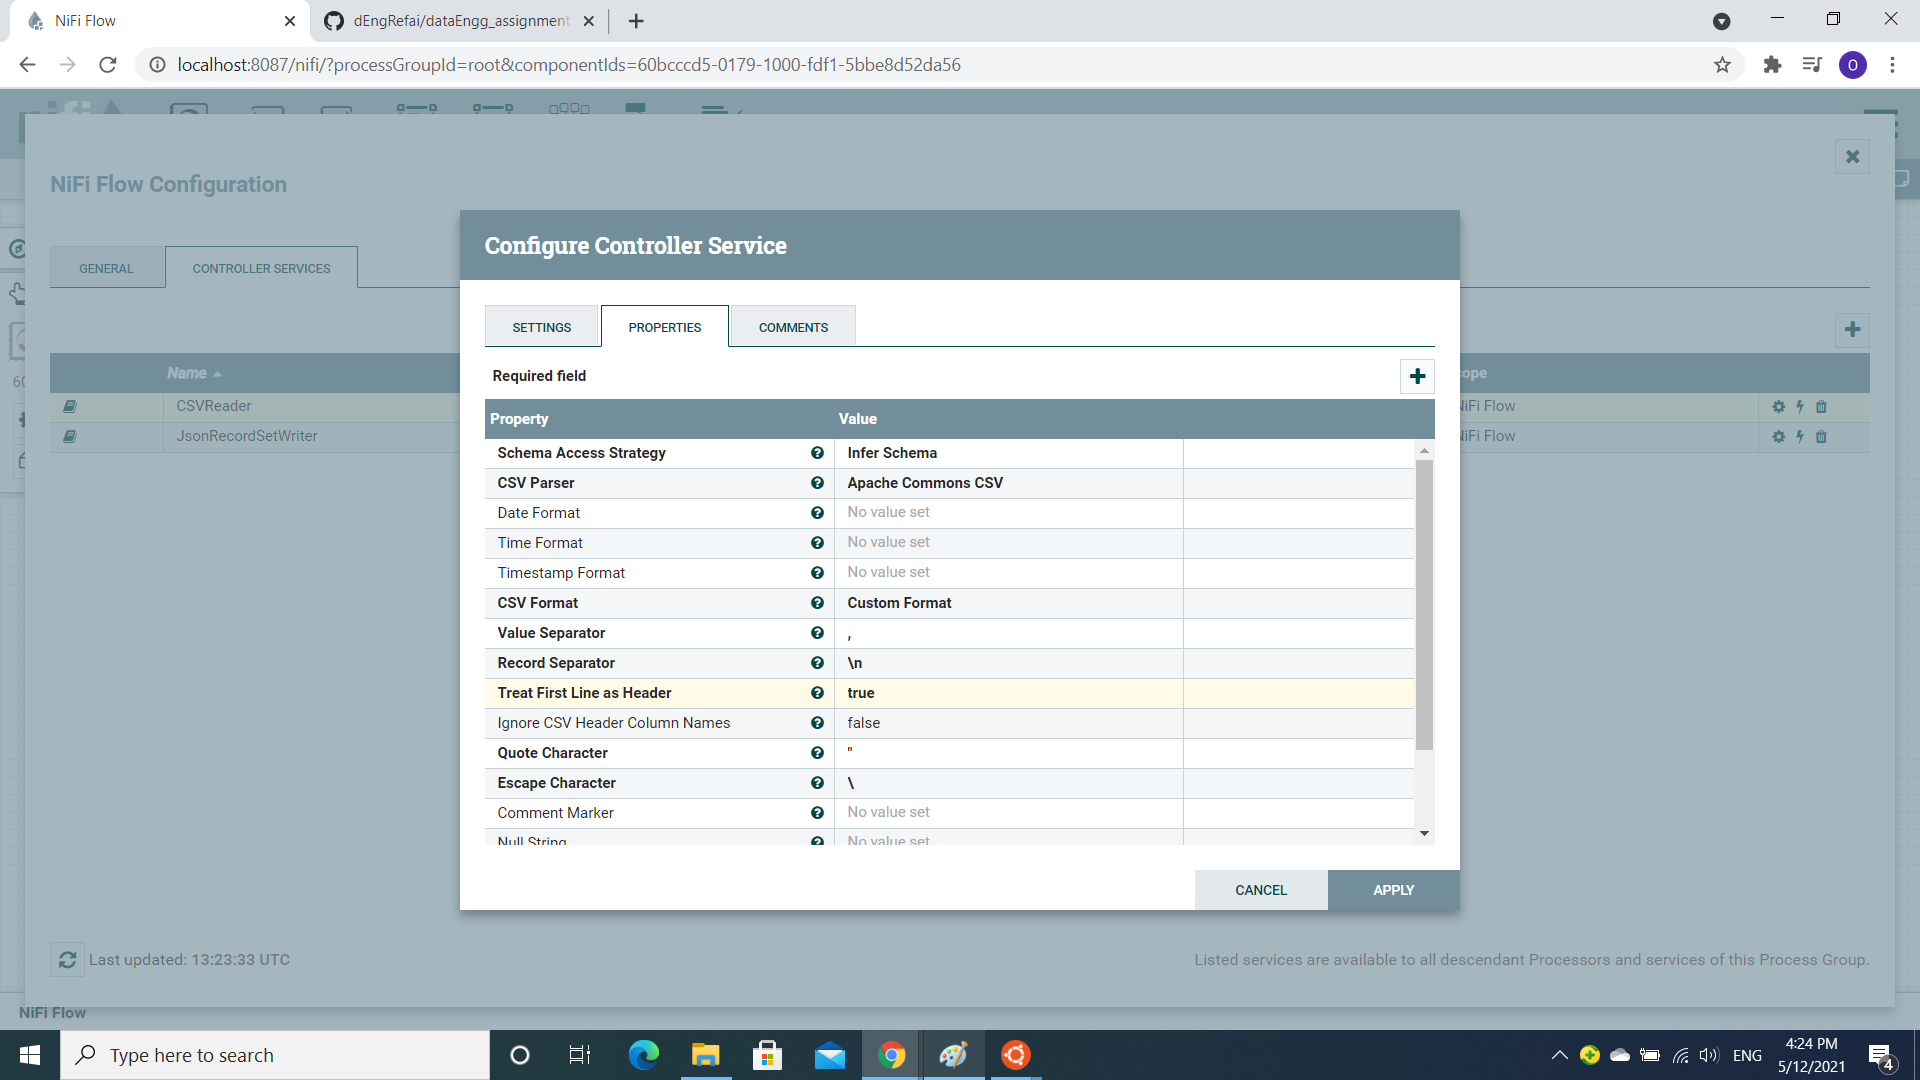 NiFi Flow
dEngRefai/dataEngg_assignment
localhost:8087/nifi/?processGroupId=root&componentIds=60bcccd5-0179-1000-fdf1-5bbe8d52da56
O
NiFi Flow Configuration
GENERAL
CONTROLLER SERVICES
Configure Controller Service
SETTINGS
PROPERTIES
COMMENTS
Required field
Name
Property Value
CSVReader
NiFi Flow
JsonRecordSetWriter
NiFi Flow
Schema Access Strategy Infer Schema
CSV Parser Apache Commons CSV
Date Format No value set
Time Format No value set
Timestamp Format No value set
CSV Format Custom Format
Value Separator ,
Record Separator \n
Treat First Line as Header true
Ignore CSV Header Column Names false
Quote Character "
Escape Character \
Comment Marker No value set
Null String No value set
CANCEL
APPLY
Last updated: 13:23:33 UTC
Listed services are available to all descendant Processors and services of this Process Group.
NiFi Flow
Type here to search
ENG
4:24 PM
5/12/2021
4